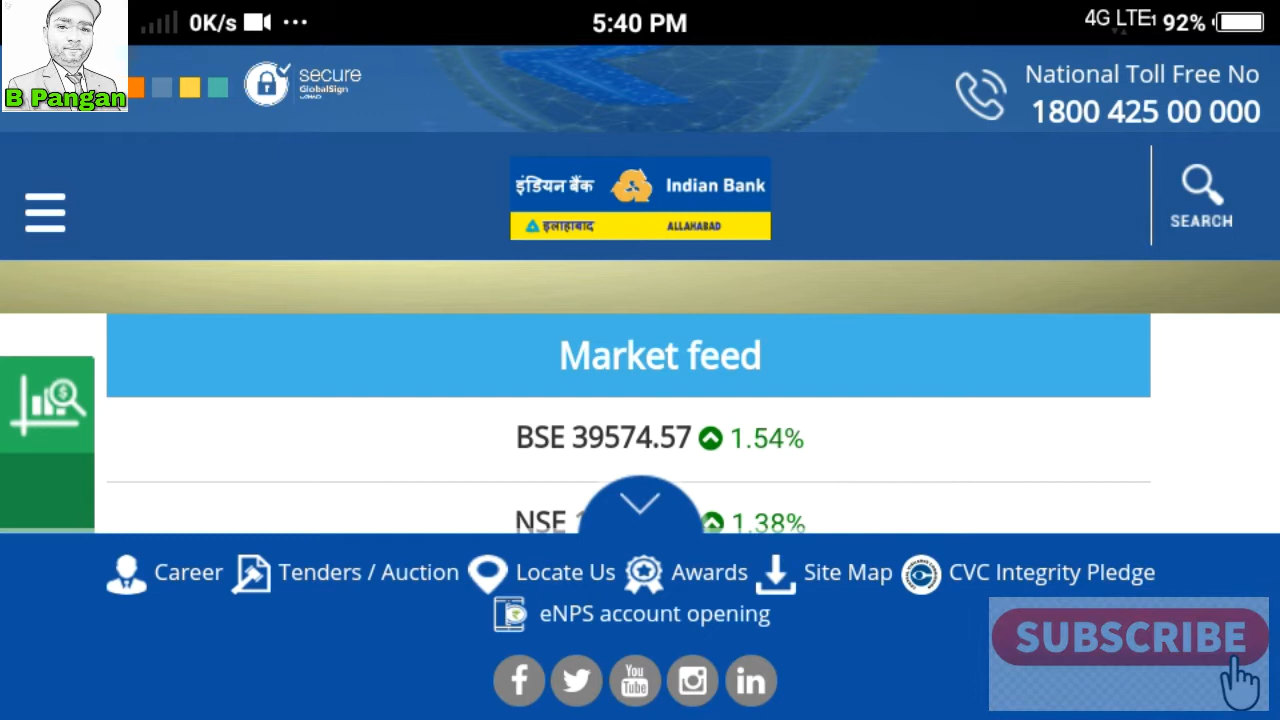 0K/s
5:40 PM
4G LTE 92%
B Pangan
secure
GlobalSign
National Toll Free No
1800 425 00 000
इंडियन बैंक Indian Bank
इलाहाबाद ALLAHABAD
SEARCH
Market feed
BSE 39574.57 1.54%
NSE 1.38%
Career Tenders / Auction Locate Us Awards Site Map CVC Integrity Pledge
eNPS account opening
SUBSCRIBE
You Tube